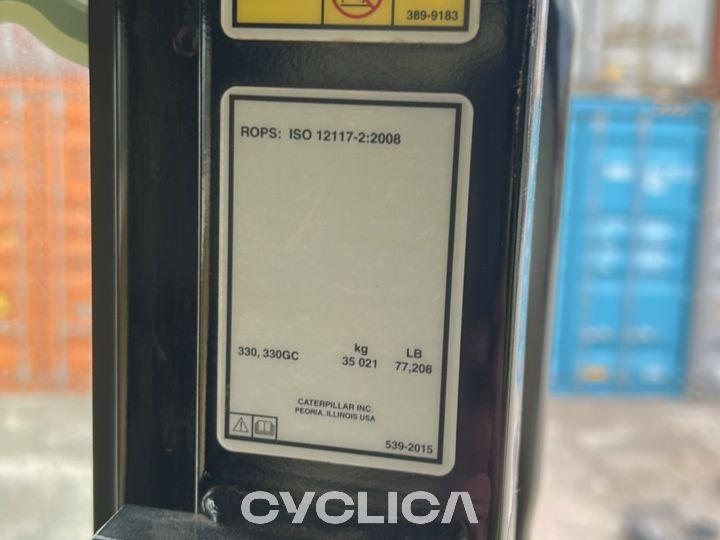 389-9183
ROPS: ISO 12117-2:2008
kg LB
330, 330GC 35 021 77,208
CATERPILLAR INC.
PEORIA, ILLINOIS USA
539-2015
CYCLICA